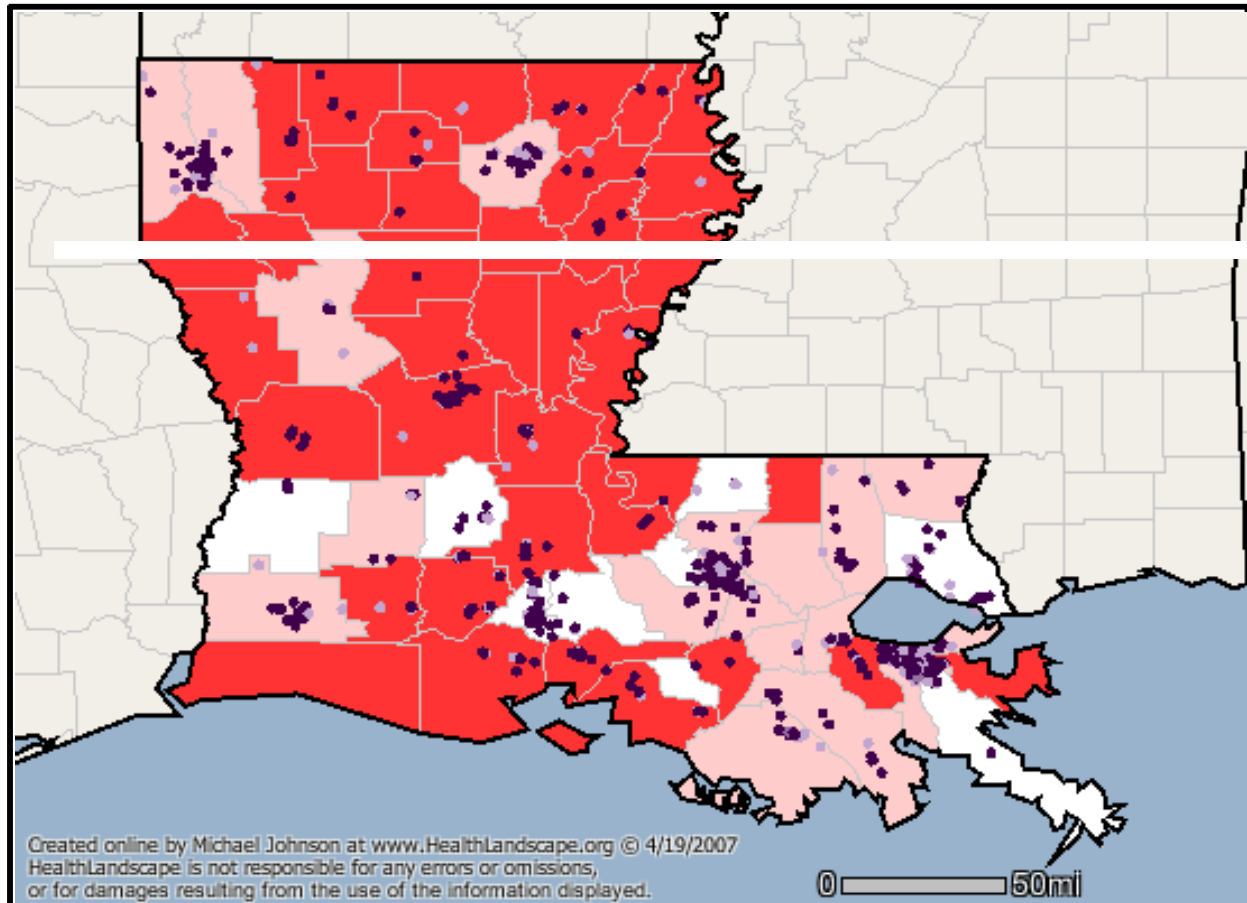 Created online by Michael Johnson at www.HealthLandscape.org © 4/19/2007
HealthLandscape is not responsible for any errors or omissions,
or for damages resulting from the use of the information displayed.
0 50mi